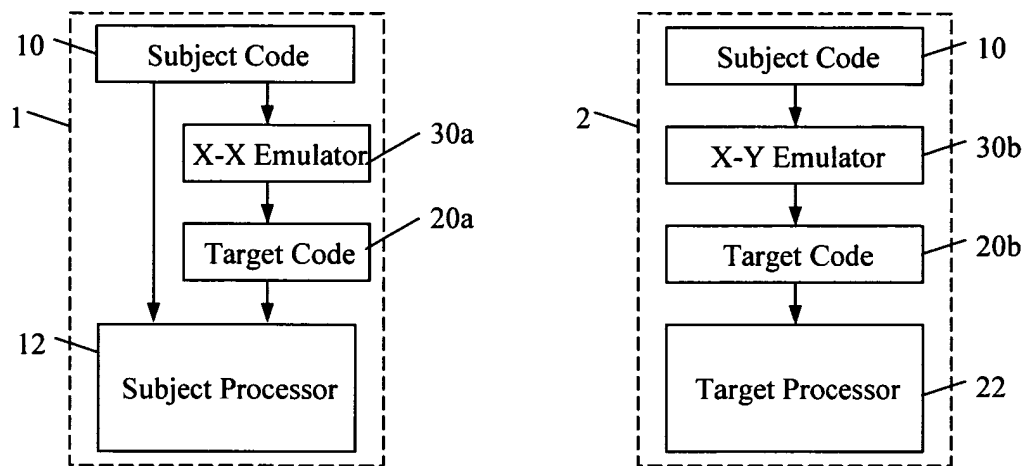 10
Subject Code
1
X-X Emulator
30a
Target Code
20a
12
Subject Processor
Subject Code
10
2
X-Y Emulator
30b
Target Code
20b
Target Processor
22